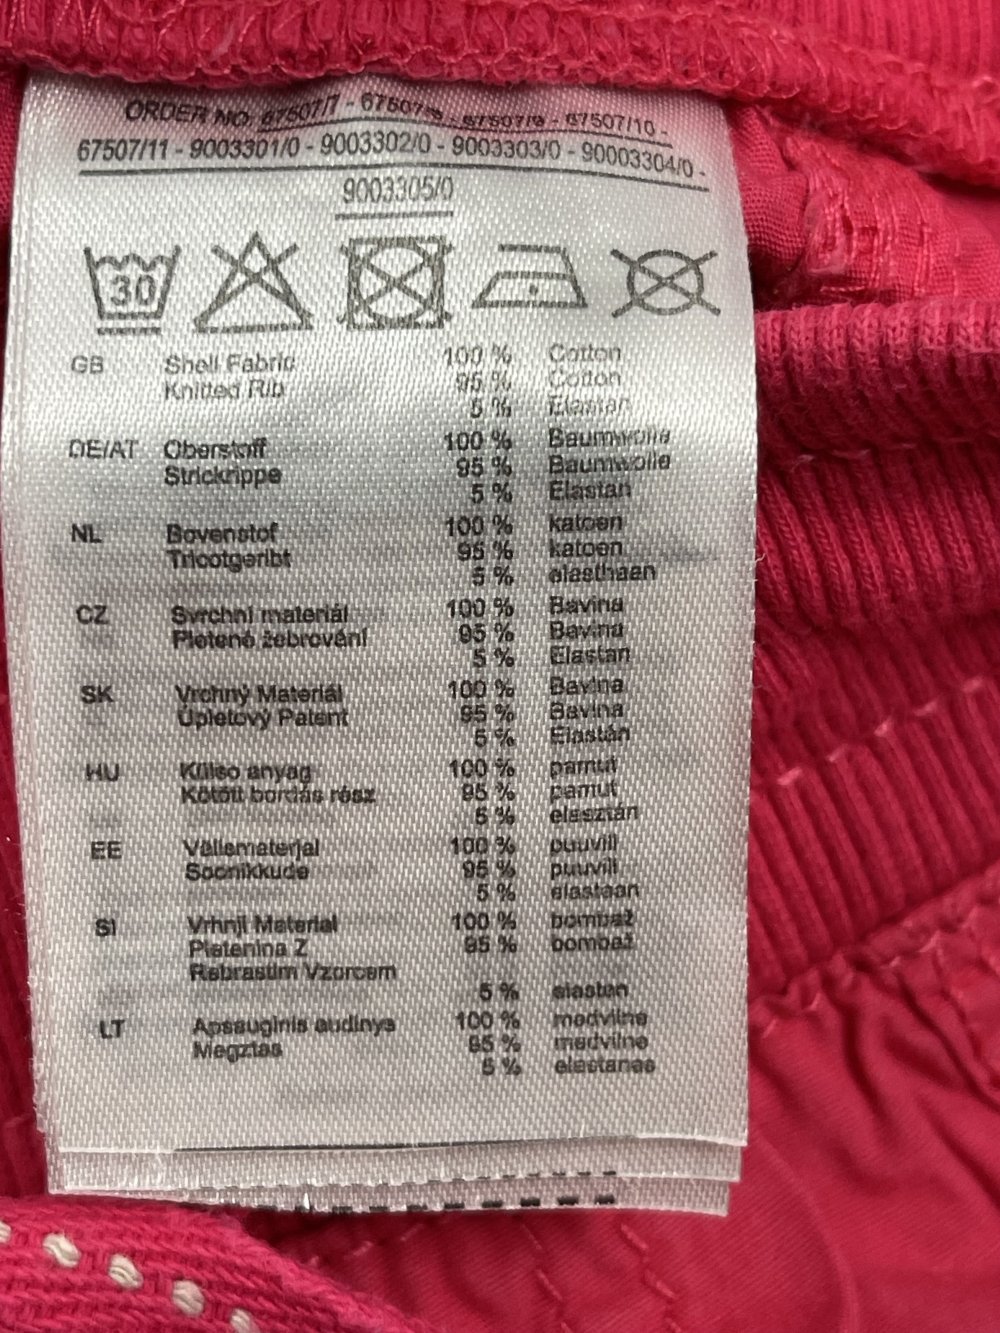 ORDER NO. 67507/7 - 67507/8 - 67507/9 - 67507/10 -
67507/11 - 9003301/0 - 9003302/0 - 9003303/0 - 90003304/0 -
9003305/0
30
GB Shell Fabric 100 % Cotton
Knitted Rib 95 % Cotton
5 % Elastan
DE/AT Oberstoff 100 % Baumwolle
Strickrippe 95 % Baumwolle
5 % Elastan
NL Bovenstof 100 % katoen
Tricotgeribt 95 % katoen
5 % elasthaan
CZ Svrchní materiál 100 % Bavlna
Pletené žebrování 95 % Bavlna
5 % Elastan
SK Vrchný Materiál 100 % Bavlna
Úpletový Patent 95 % Bavlna
5 % Elastán
HU Külso anyag 100 % pamut
Kötött bordás rész 95 % pamut
5 % elasztán
EE Välismaterjal 100 % puuvill
Soonikkude 95 % puuvill
5 % elastaan
SI Vrhnji Material 100 % bombaž
Pletenina Z 95 % bombaž
Rebrastim Vzorcem
5 % elastan
LT Apsauginis audinys 100 % medvilne
Megztas 95 % medvilne
5 % elastanas